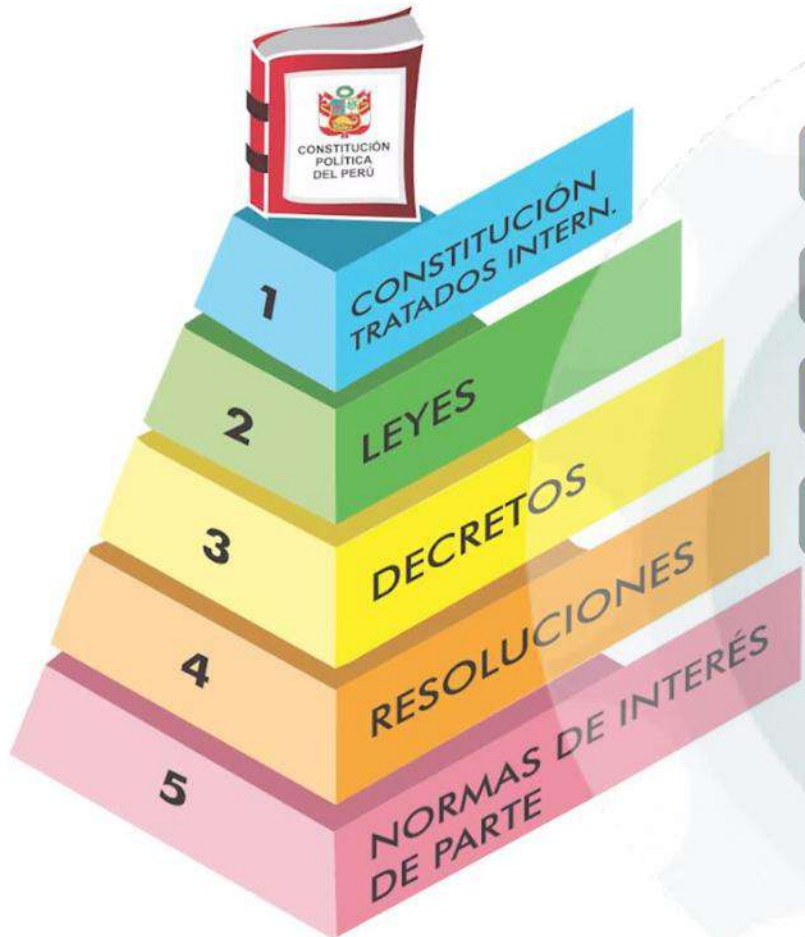 CONSTITUCIÓN
POLÍTICA
DEL PERÚ
1
CONSTITUCIÓN
TRATADOS INTERN.
2
LEYES
3
DECRETOS
4
RESOLUCIONES
5
NORMAS DE INTERÉS
DE PARTE